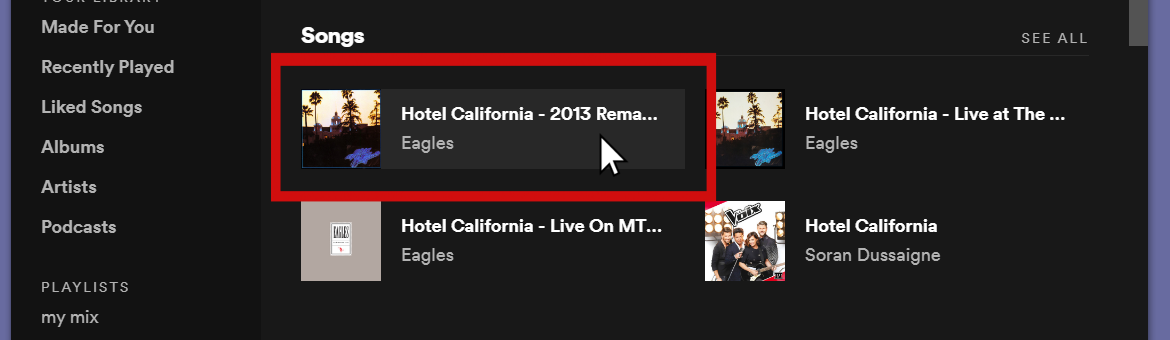 YOUR LIBRARY
Made For You
Recently Played
Liked Songs
Albums
Artists
Podcasts
PLAYLISTS
my mix
Songs
SEE ALL
Hotel California - 2013 Rema...
Eagles
Hotel California - Live at The ...
Eagles
EAGLES
Hotel California - Live On MT...
Eagles
Voix
Hotel California
Soran Dussaigne